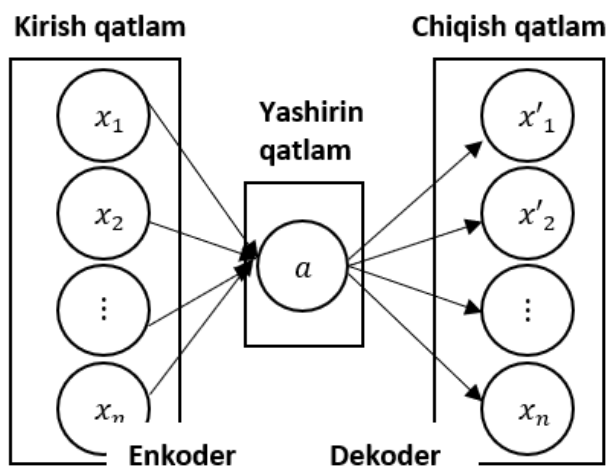 Kirish qatlam
Chiqish qatlam
Yashirin
qatlam
x₁
x₂
⋮
xₙ
a
x'₁
x'₂
⋮
xₙ
Enkoder
Dekoder